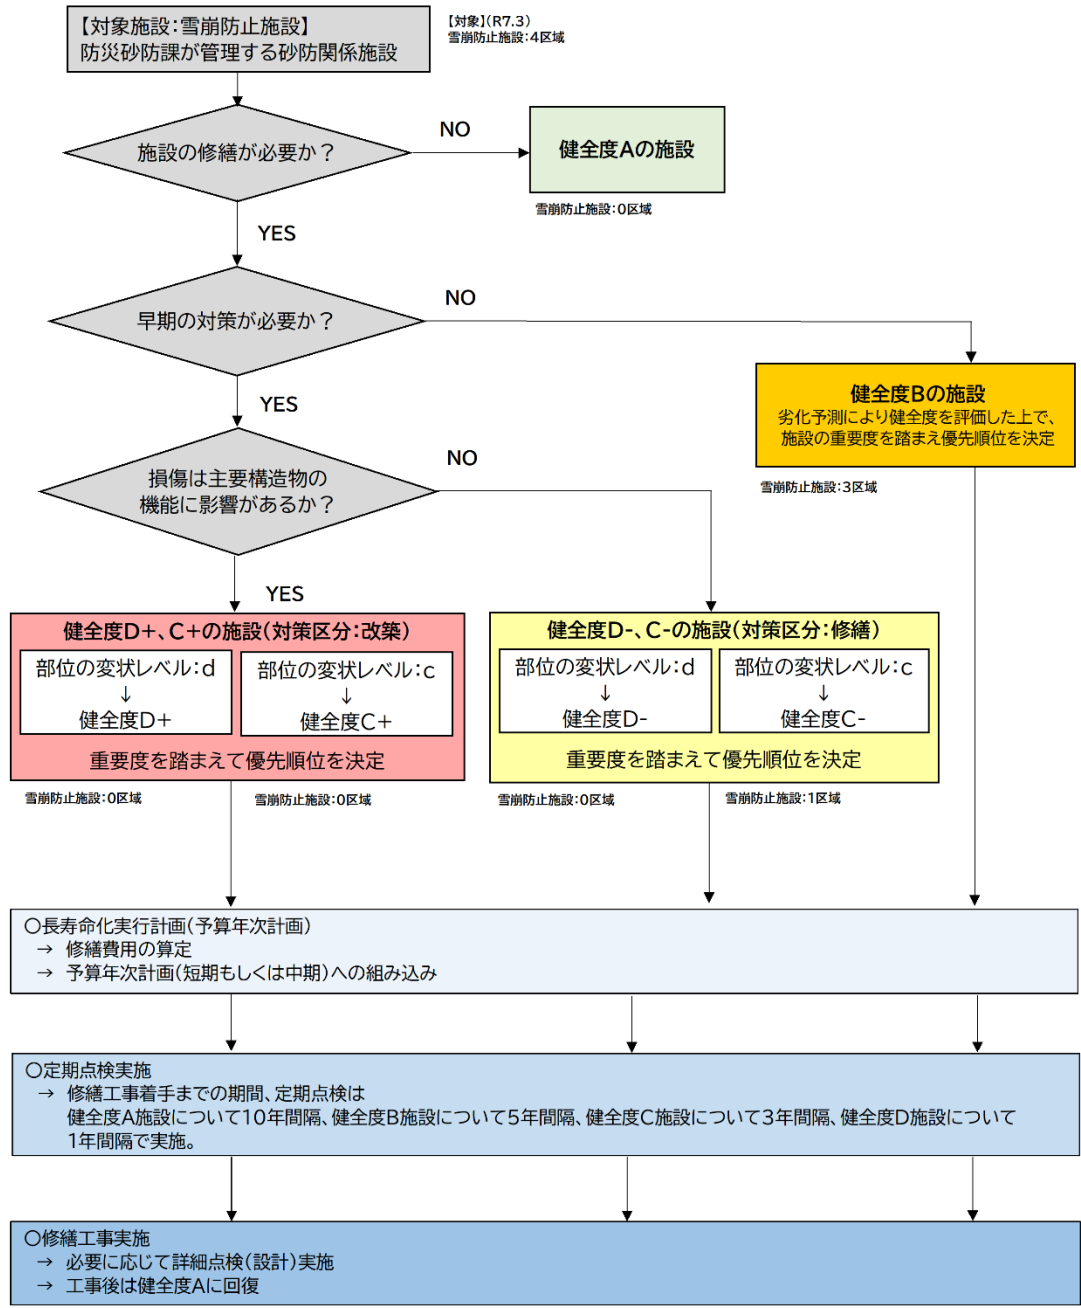 【対象施設：雪崩防止施設】
防災砂防課が管理する砂防関係施設
【対象】(R7.3)
雪崩防止施設：4区域
施設の修繕が必要か？
NO
健全度Aの施設
雪崩防止施設：0区域
YES
早期の対策が必要か？
NO
健全度Bの施設
劣化予測により健全度を評価した上で、
施設の重要度を踏まえ優先順位を決定
雪崩防止施設：3区域
YES
損傷は主要構造物の
機能に影響があるか？
NO
YES
健全度D＋、C＋の施設（対策区分：改築）
部位の変状レベル：d
↓
健全度D＋
部位の変状レベル：c
↓
健全度C＋
重要度を踏まえて優先順位を決定
雪崩防止施設：0区域
雪崩防止施設：0区域
健全度D-、C-の施設（対策区分：修繕）
部位の変状レベル：d
↓
健全度D-
部位の変状レベル：c
↓
健全度C-
重要度を踏まえて優先順位を決定
雪崩防止施設：0区域
雪崩防止施設：1区域
〇長寿命化実行計画（予算年次計画）
→ 修繕費用の算定
→ 予算年次計画（短期もしくは中期）への組み込み
〇定期点検実施
→ 修繕工事着手までの期間、定期点検は
健全度A施設について10年間隔、健全度B施設について5年間隔、健全度C施設について3年間隔、健全度D施設について
1年間隔で実施。
〇修繕工事実施
→ 必要に応じて詳細点検（設計）実施
→ 工事後は健全度Aに回復